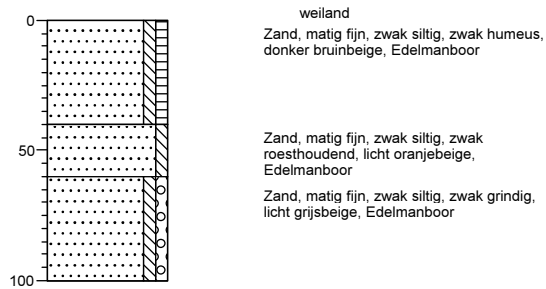 weiland
0
Zand, matig fijn, zwak siltig, zwak humeus,
donker bruinbeige, Edelmanboor
50
Zand, matig fijn, zwak siltig, zwak
roesthoudend, licht oranjebeige,
Edelmanboor
Zand, matig fijn, zwak siltig, zwak grindig,
licht grijsbeige, Edelmanboor
100